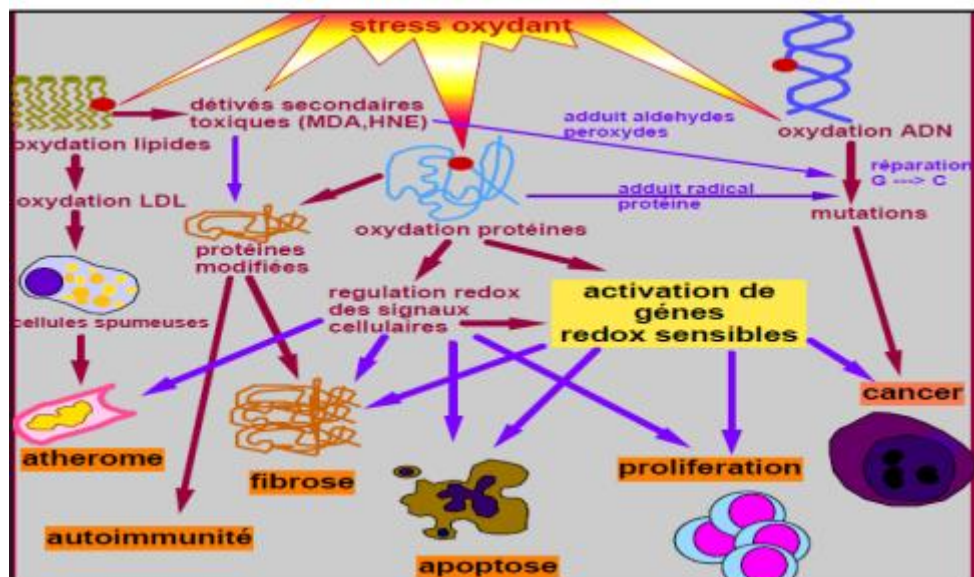 stress oxydant
détivés secondaires
toxiques (MDA,HNE)
adduit aldehydes
peroxydes
oxydation ADN
oxydation lipides
réparation
G ---> C
oxydation LDL
adduit radical
protéine
mutations
oxydation protéines
protéines
modifiées
regulation redox
des signaux
cellulaires
activation de
génes
redox sensibles
cellules spumeuses
cancer
atherome
fibrose
proliferation
autoimmunité
apoptose